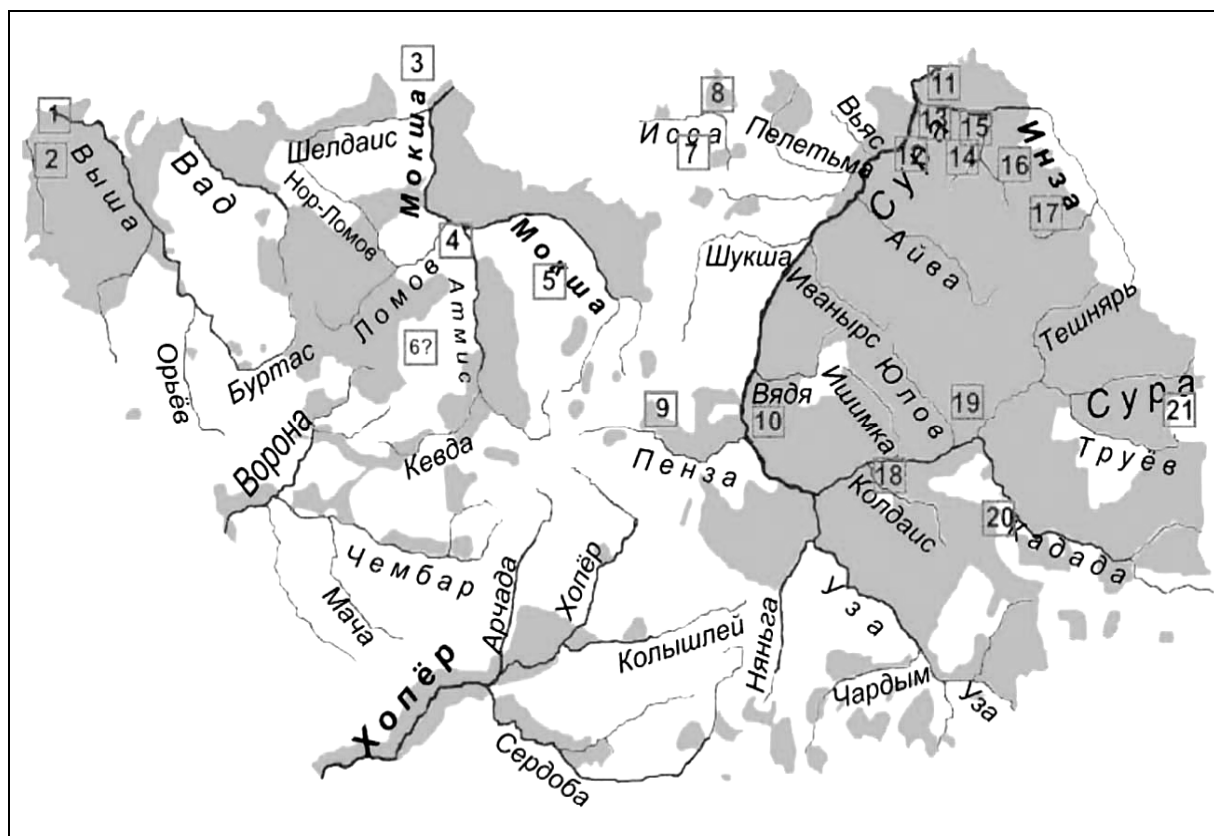 11
3
8
1
Вьяс
13
15
Шелдаис
Исса
Пелетьма
Инза
2
Выша
Вад
Мокша
7
12
Сура
14
16
Нор-Ломов
17
4
Мокша
Шукша
Айва
5
Ломов
Атмис
Иванырс
Тешнярь
6?
Орьёв
Буртас
Юлов
Вядя
Ишимка
9
10
19
Сура
21
Ворона
Кевда
Пенза
Труёв
18
Колдаис
20
Кадада
Чембар
Хопёр
Мача
Арчада
Уза
Колышлей
Няньга
Хопёр
Чардым
Уза
Сердоба